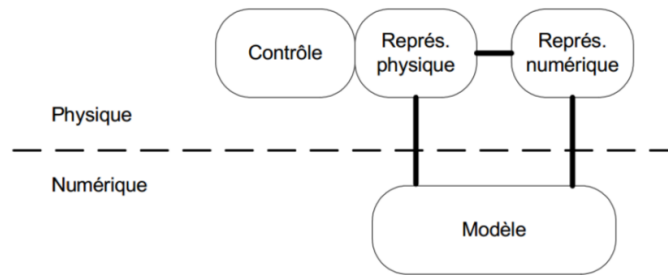 Contrôle
Représ.
physique
Représ.
numérique
Physique
Numérique
Modèle